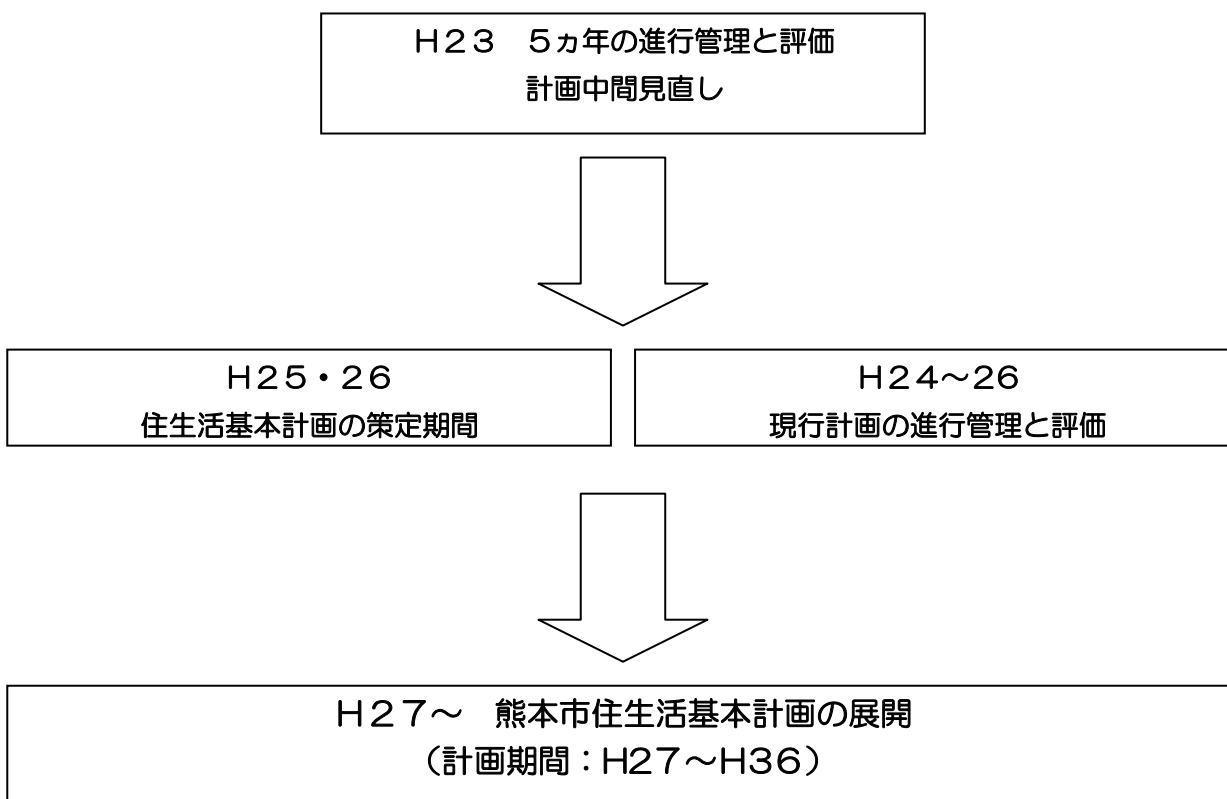 H23　5ヵ年の進行管理と評価
計画中間見直し
H25・26
住生活基本計画の策定期間
H24～26
現行計画の進行管理と評価
H27～　熊本市住生活基本計画の展開
（計画期間：H27～H36）